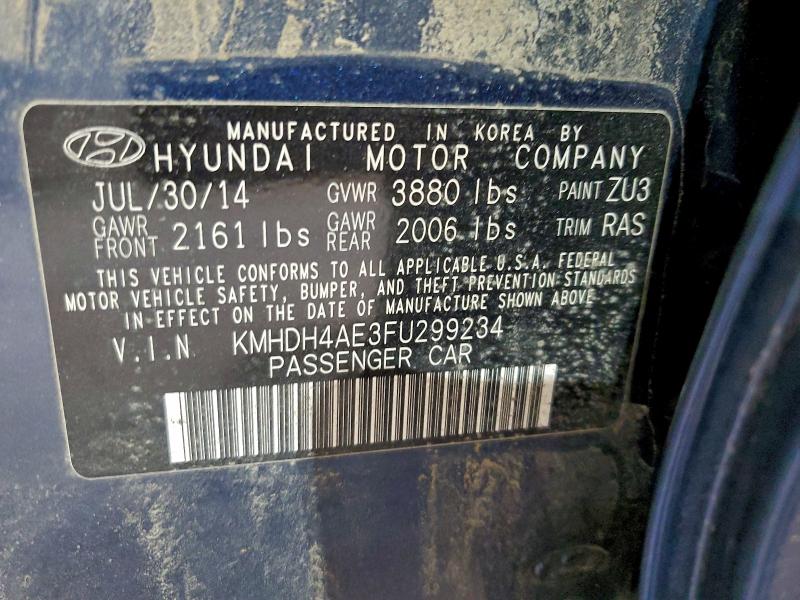 MANUFACTURED IN KOREA BY
HYUNDAI MOTOR COMPANY
JUL/30/14 GVWR 3880 lbs PAINT ZU3
GAWR FRONT 2161 lbs GAWR REAR 2006 lbs TRIM RAS
THIS VEHICLE CONFORMS TO ALL APPLICABLE U.S.A. FEDERAL
MOTOR VEHICLE SAFETY, BUMPER, AND THEFT PREVENTION STANDARDS
IN EFFECT ON THE DATE OF MANUFACTURE SHOWN ABOVE
V.I.N KMHDH4AE3FU299234
PASSENGER CAR